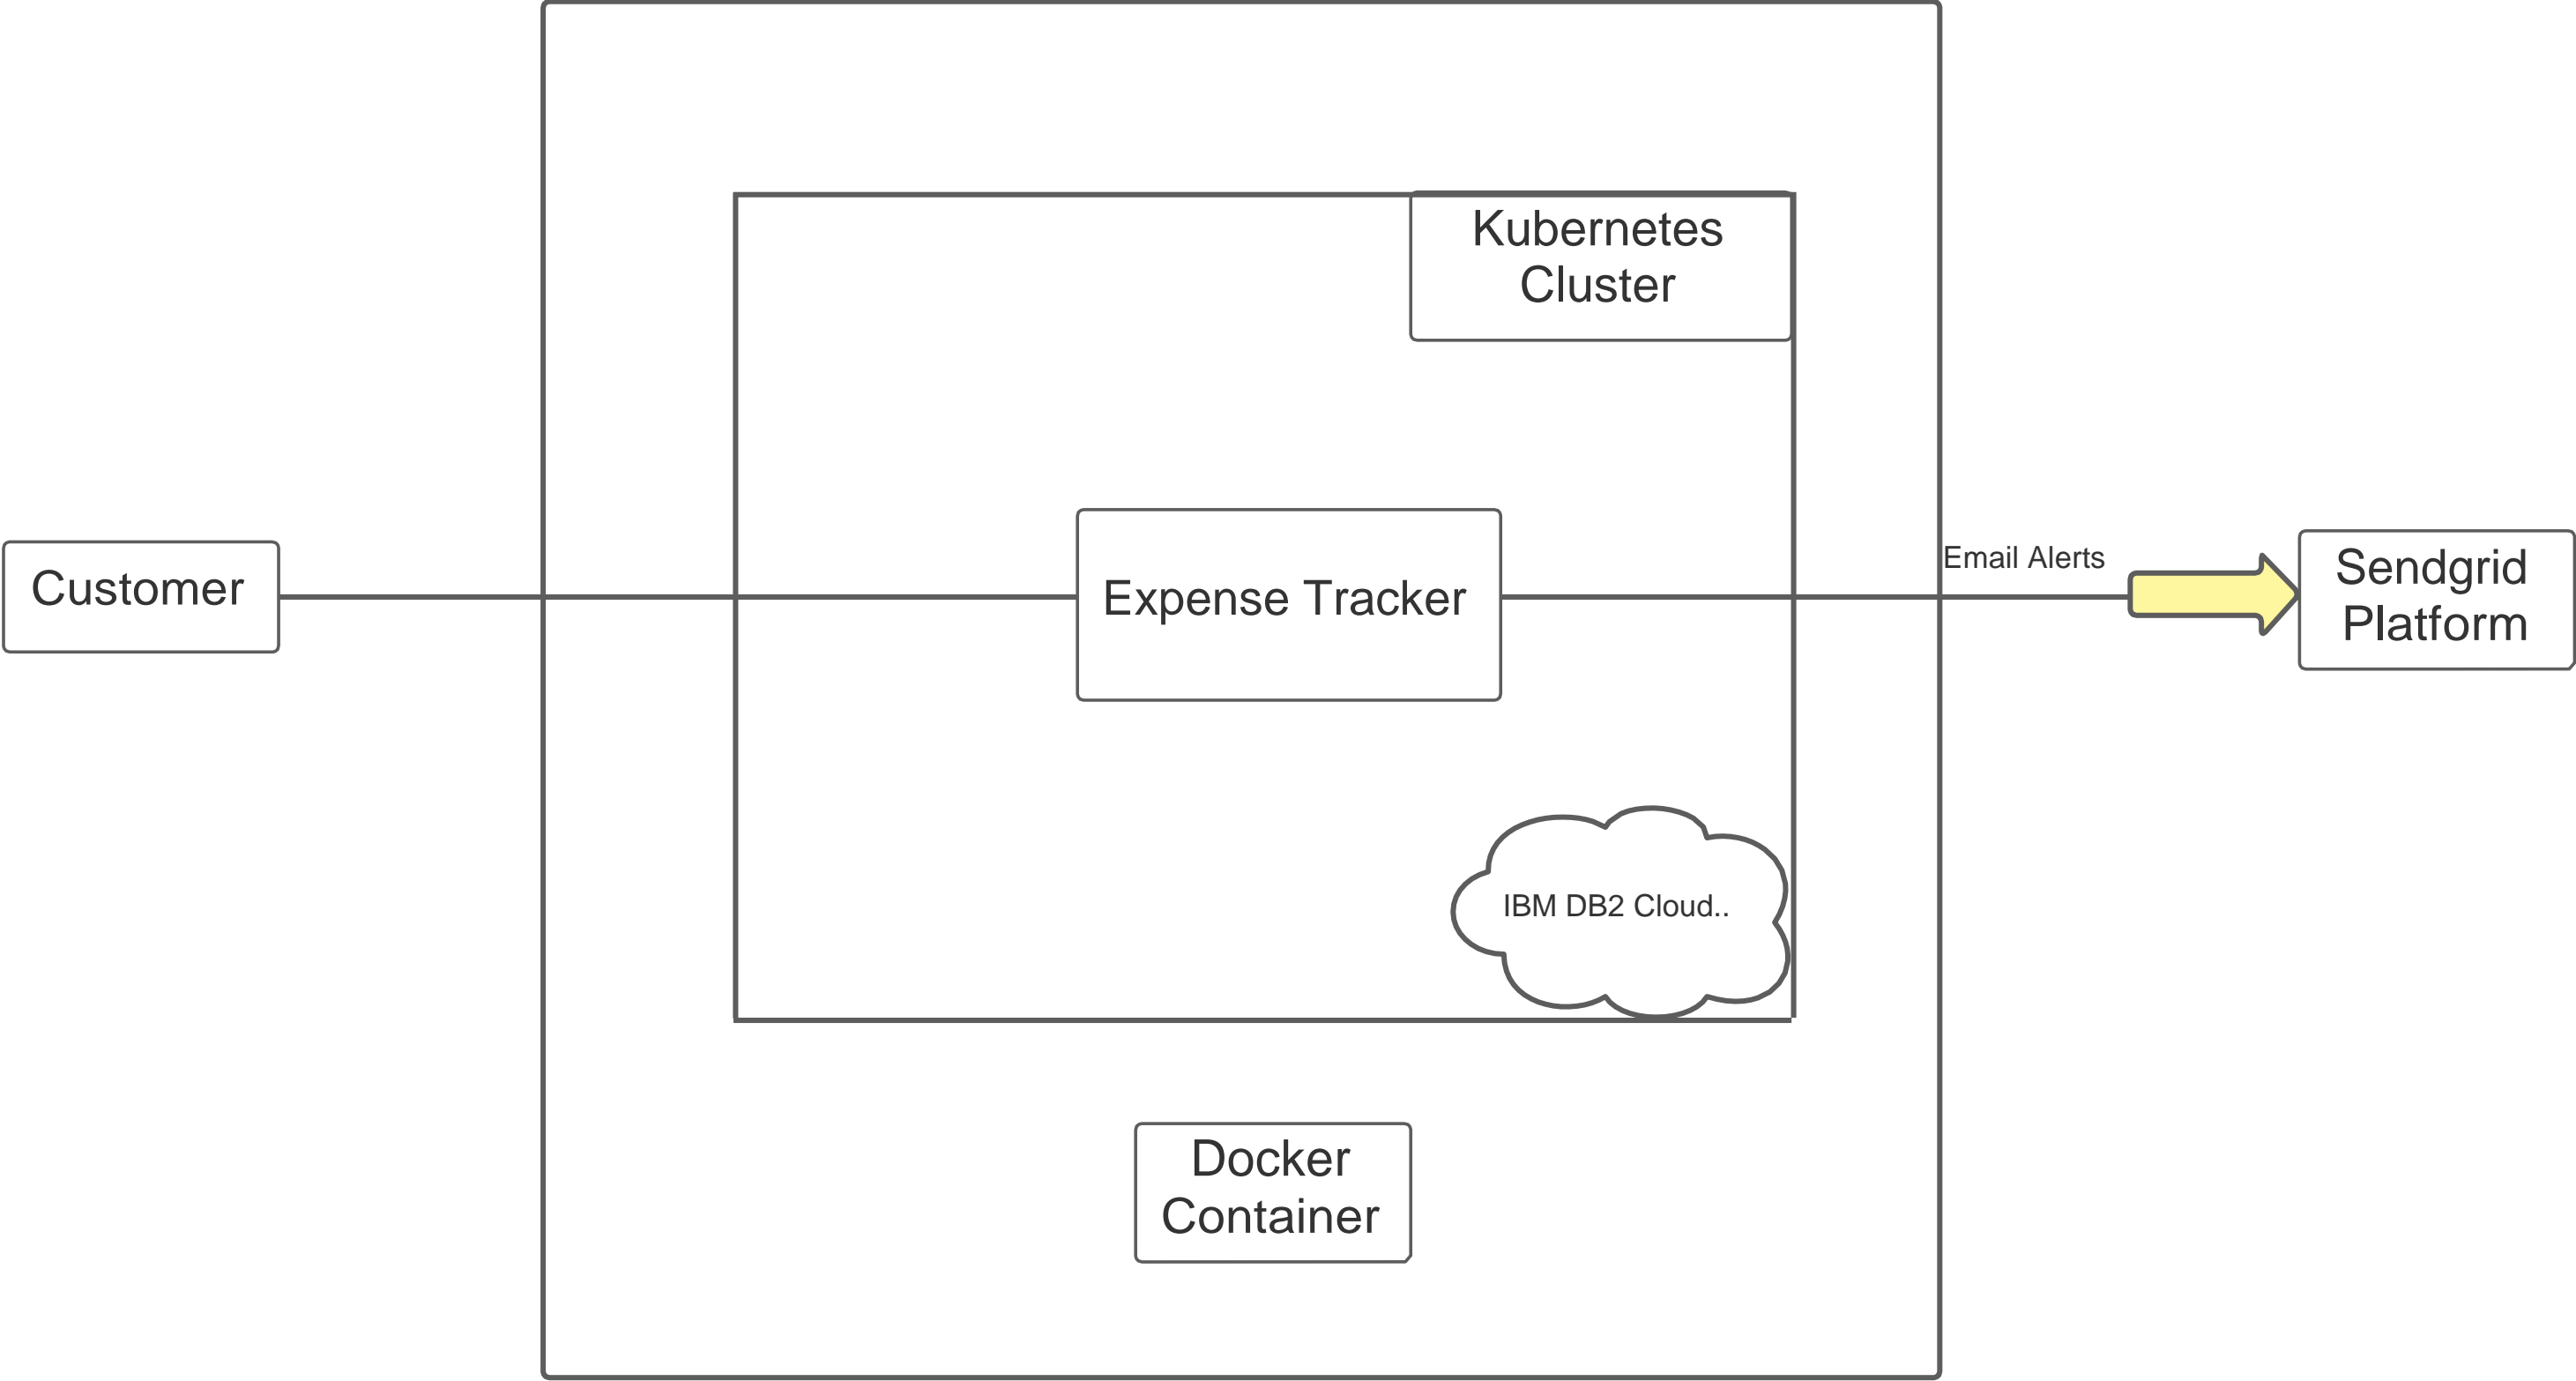 Kubernetes
Cluster
Customer
Expense Tracker
Email Alerts
Sendgrid
Platform
IBM DB2 Cloud..
Docker
Container